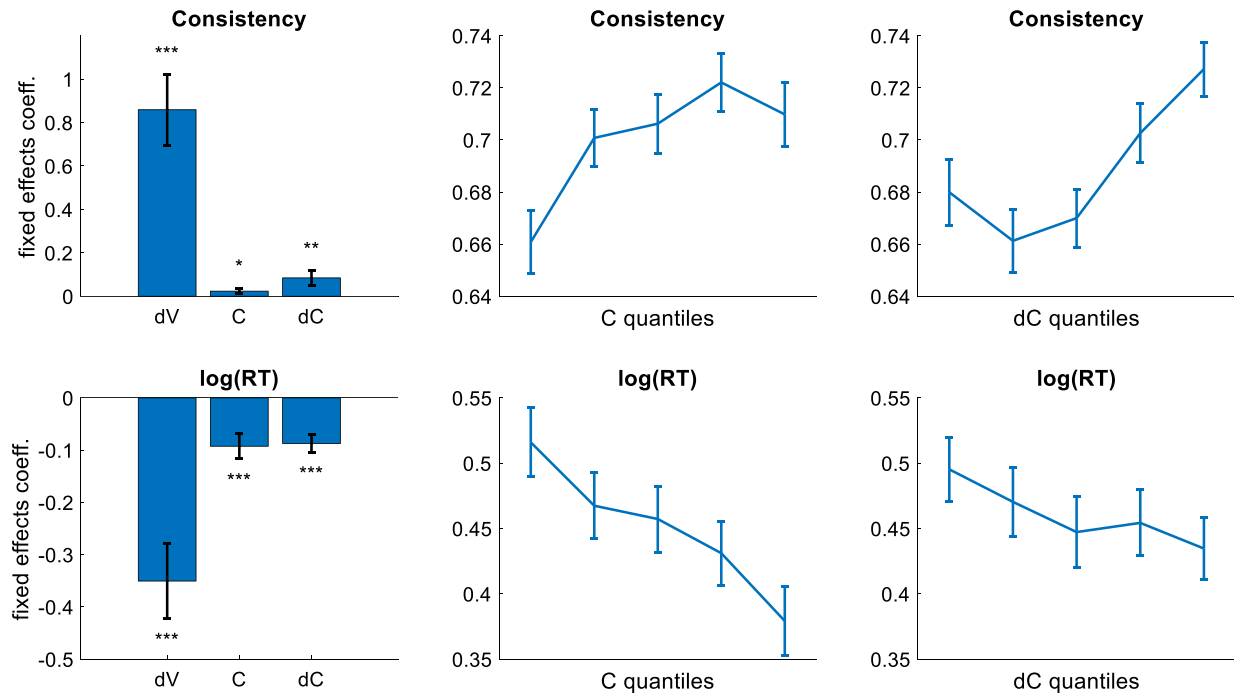 Consistency
fixed effects coeff.
1
0.8
0.6
0.4
0.2
0
***
*
**
dV C dC
Consistency
0.74
0.72
0.7
0.68
0.66
0.64
C quantiles
Consistency
0.74
0.72
0.7
0.68
0.66
0.64
dC quantiles
log(RT)
fixed effects coeff.
0
-0.1
-0.2
-0.3
-0.4
-0.5
***
***
***
dV C dC
log(RT)
0.55
0.5
0.45
0.4
0.35
C quantiles
log(RT)
0.55
0.5
0.45
0.4
0.35
dC quantiles